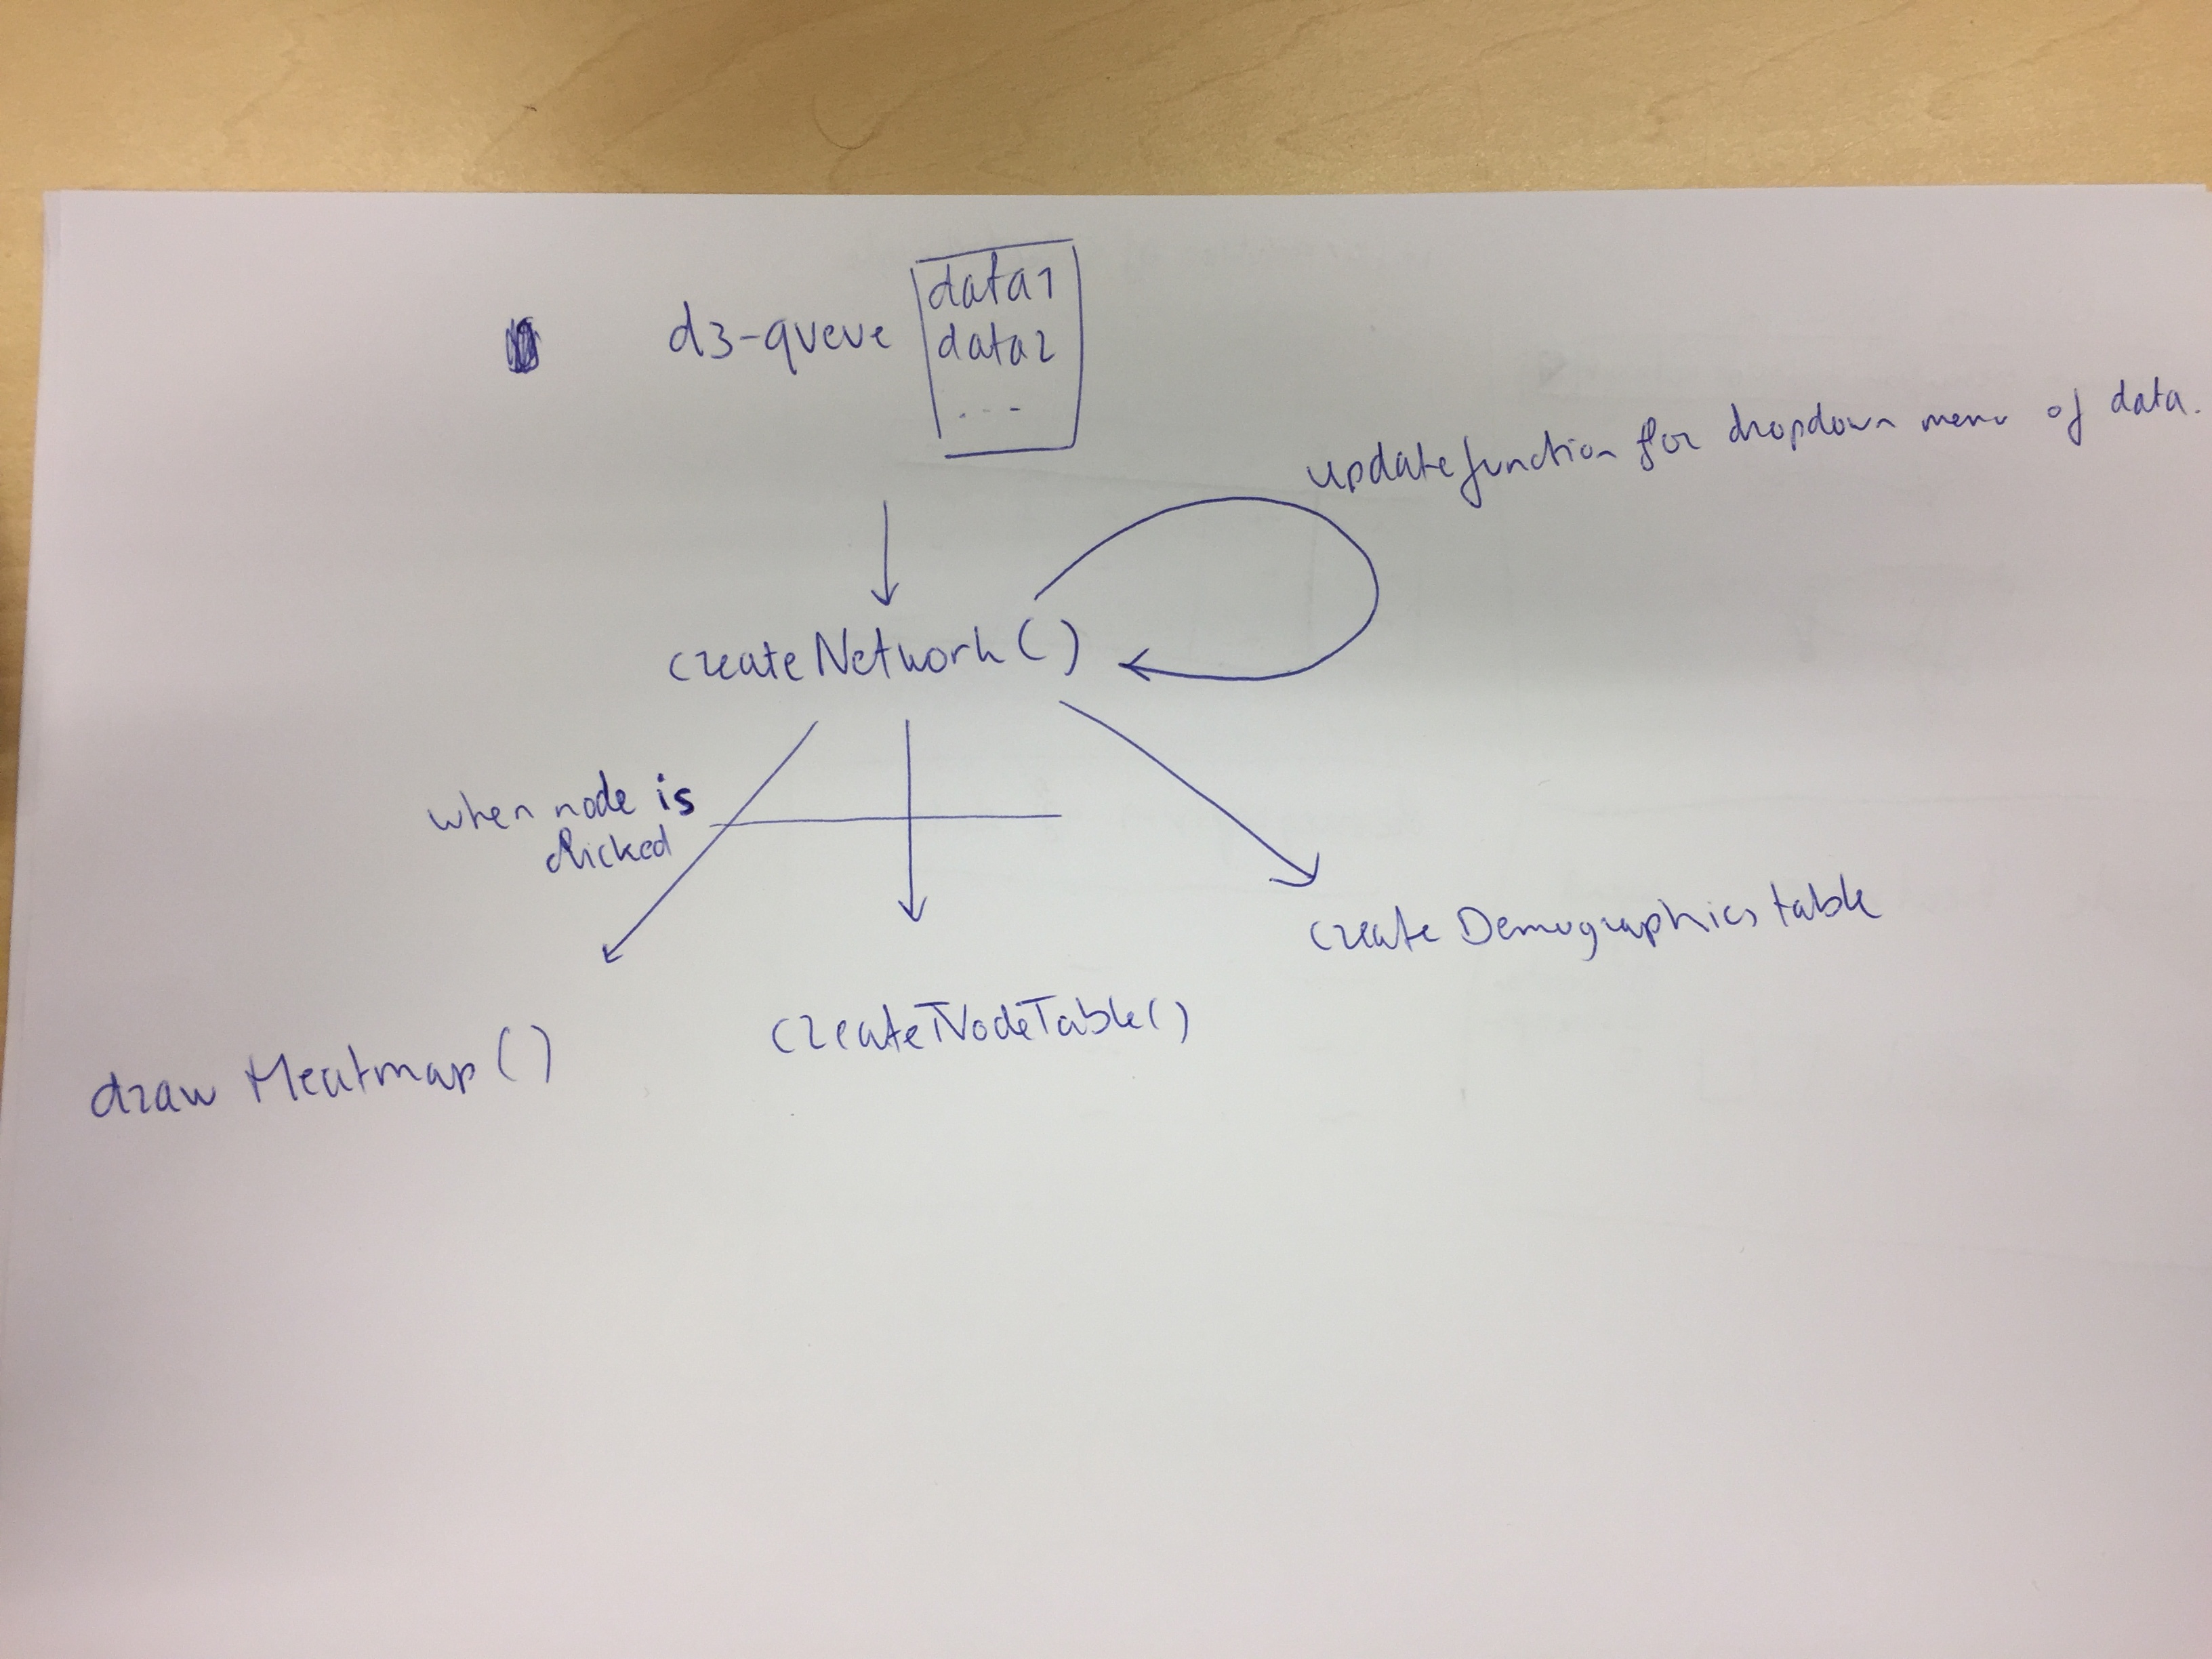 d3-queue
data1
data2
...
update function for dropdown menu of data.
createNetwork()
when node is
clicked
draw Heatmap()
createNodeTable()
create Demographics table